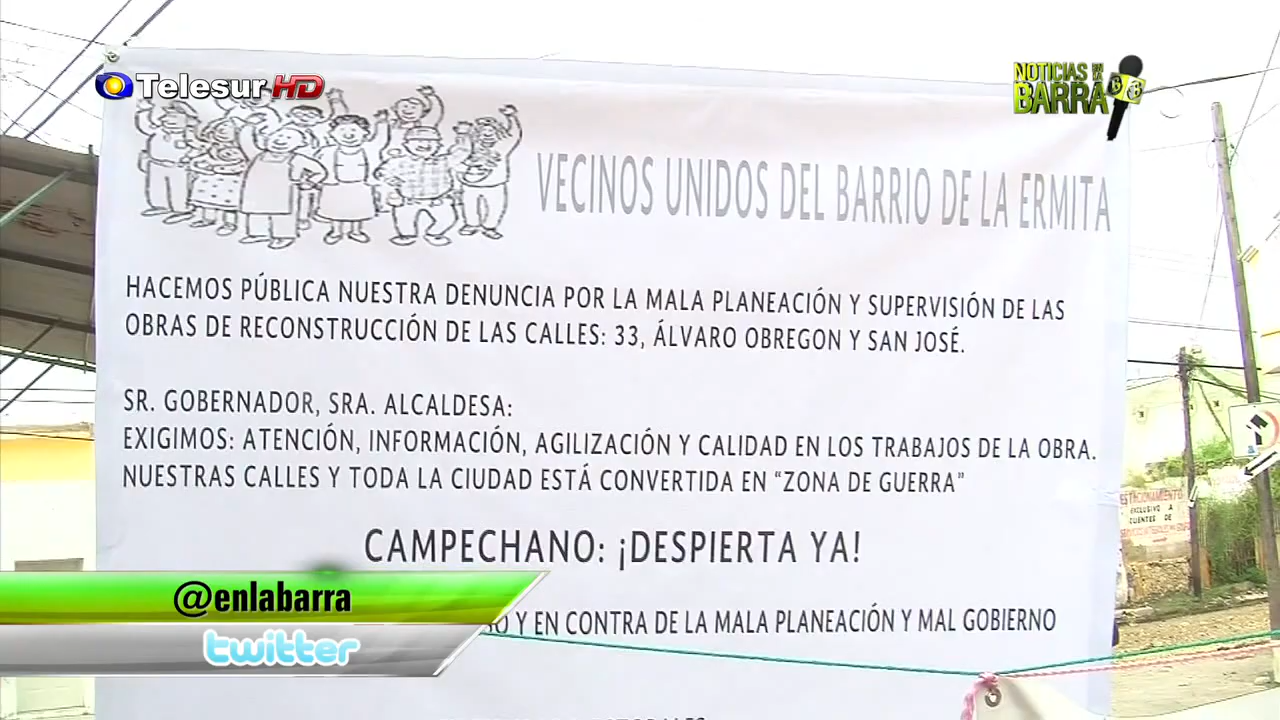 Telesur HD
NOTICIAS EN LA
BARRA
VECINOS UNIDOS DEL BARRIO DE LA ERMITA
HACEMOS PÚBLICA NUESTRA DENUNCIA POR LA MALA PLANEACIÓN Y SUPERVISIÓN DE LAS
OBRAS DE RECONSTRUCCIÓN DE LAS CALLES: 33, ÁLVARO OBREGON Y SAN JOSÉ.
SR. GOBERNADOR, SRA. ALCALDESA:
EXIGIMOS: ATENCIÓN, INFORMACIÓN, AGILIZACIÓN Y CALIDAD EN LOS TRABAJOS DE LA OBRA.
NUESTRAS CALLES Y TODA LA CIUDAD ESTÁ CONVERTIDA EN “ZONA DE GUERRA”
CAMPECHANO: ¡DESPIERTA YA!
Y EN CONTRA DE LA MALA PLANEACIÓN Y MAL GOBIERNO
@enlabarra
twitter
ESTACIONAMIENTO
EXCLUSIVO A
CLIENTES DE